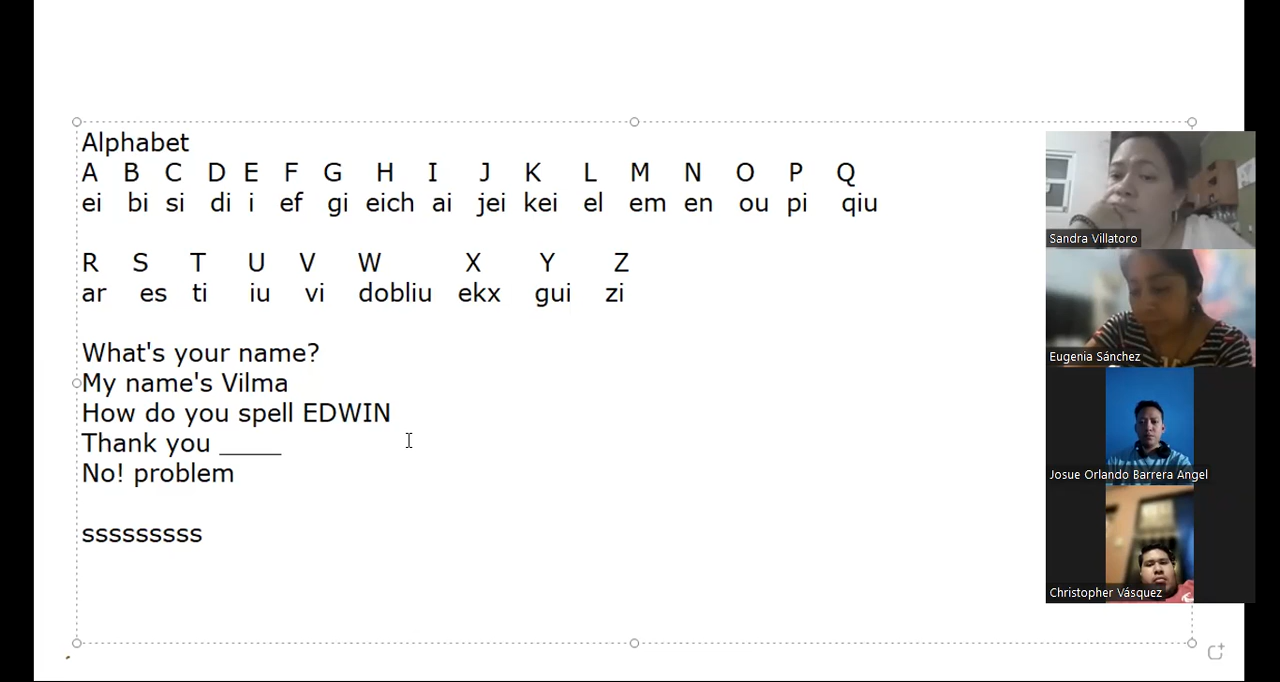 Alphabet
A B C D E F G H I J K L M N O P Q
ei bi si di i ef gi eich ai jei kei el em en ou pi qiu
R S T U V W X Y Z
ar es ti iu vi dobliu ekx gui zi
What's your name?
My name's Vilma
How do you spell EDWIN
Thank you _____
No! problem
sssssssss
Sandra Villatoro
Eugenia Sánchez
Josue Orlando Barrera Angel
Christopher Vásquez